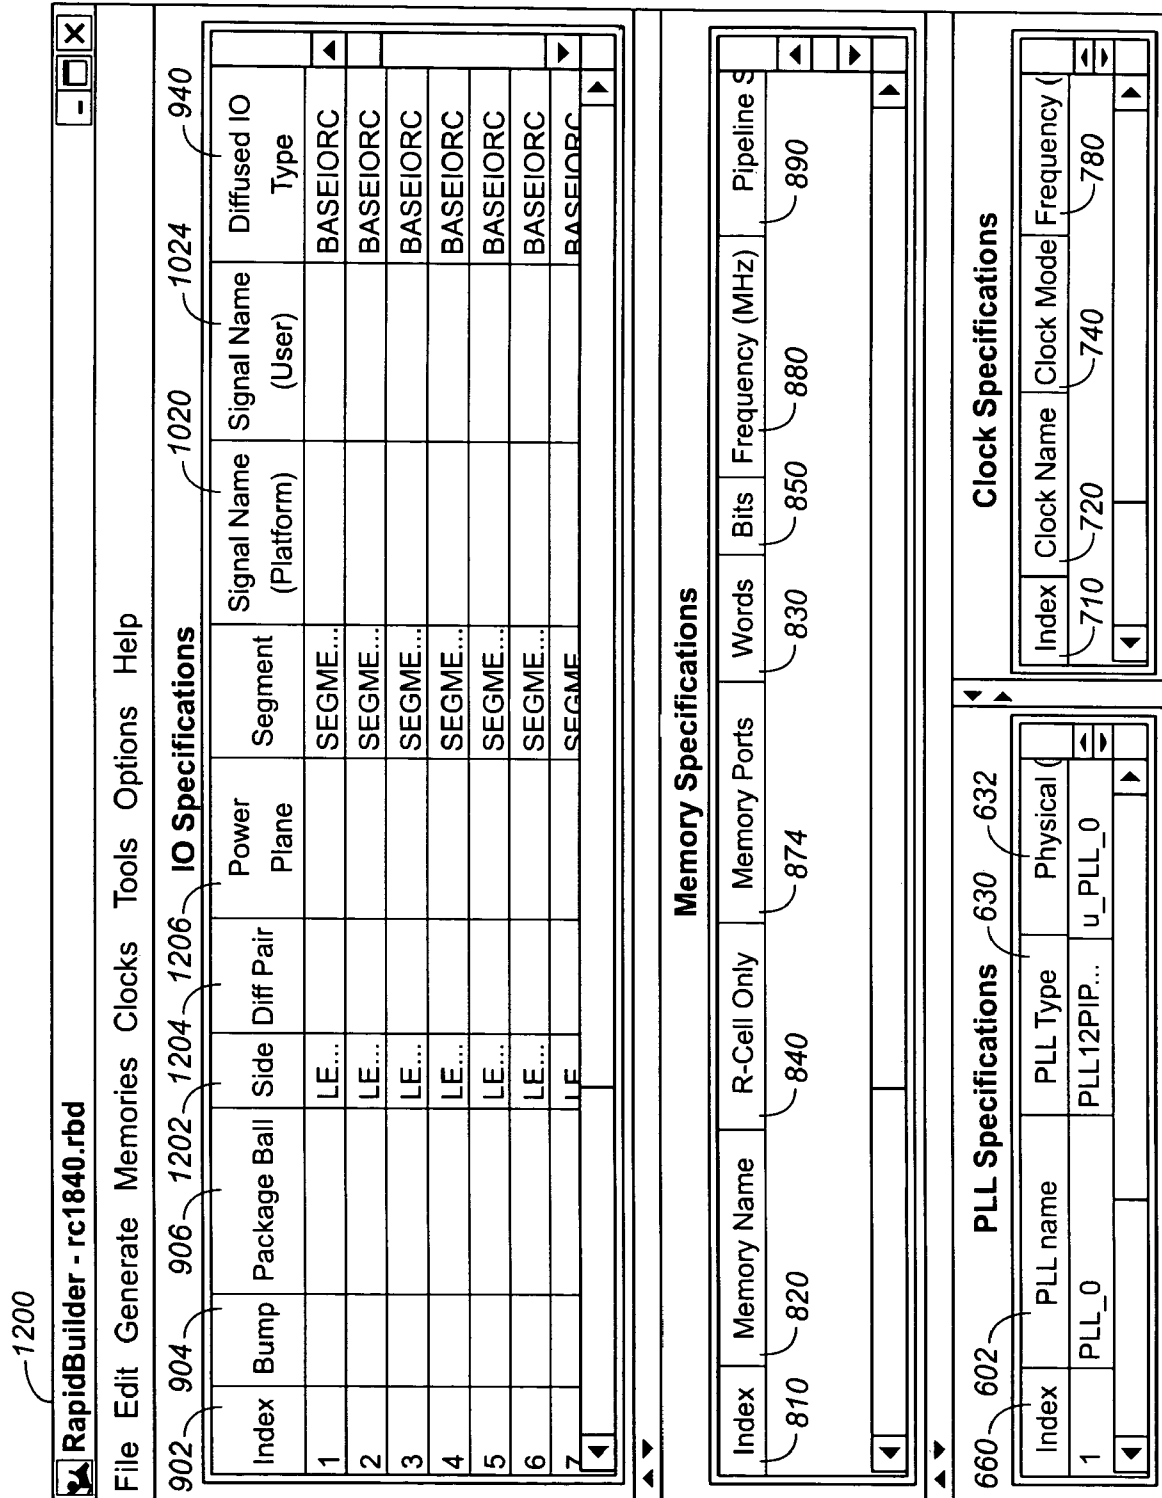 1200
RapidBuilder - rc1840.rbd
File Edit Generate Memories Clocks Tools Options Help
IO Specifications
902 904 906 1202 1204 1206 1020 1024 940
Index Bump Package Ball Side Diff Pair Power Plane Segment Signal Name (Platform) Signal Name (User) Diffused IO Type
1 LE... SEGME... BASEIORC
2 LE... SEGME... BASEIORC
3 LE... SEGME... BASEIORC
4 LE... SEGME... BASEIORC
5 LE... SEGME... BASEIORC
6 LE... SEGME... BASEIORC
7 LE SEGME BASEIORC
Memory Specifications
Index Memory Name R-Cell Only Memory Ports Words Bits Frequency (MHz) Pipeline S
810 820 840 874 830 850 880 890
PLL Specifications
660 602 630 632
Index PLL name PLL Type Physical (
1 PLL_0 PLL12PIP... u_PLL_0
Clock Specifications
Index Clock Name Clock Mode Frequency (
710 720 740 780